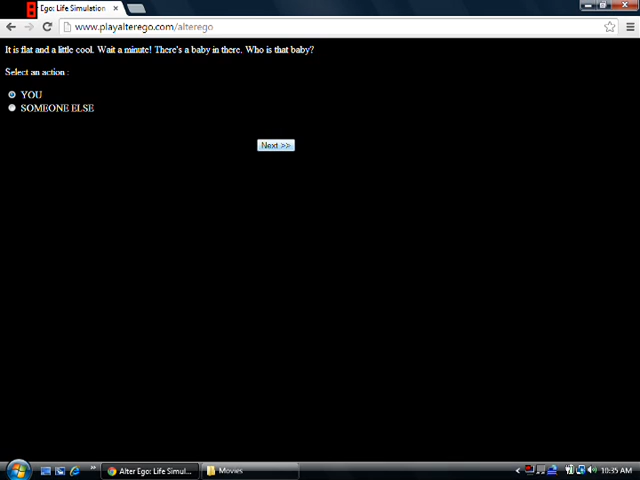 Ego: Life Simulation
www.playalterego.com/alterego
It is flat and a little cool. Wait a minute! There's a baby in there. Who is that baby?
Select an action :
YOU
SOMEONE ELSE
Next >>
Alter Ego: Life Simul...
Movies
10:35 AM